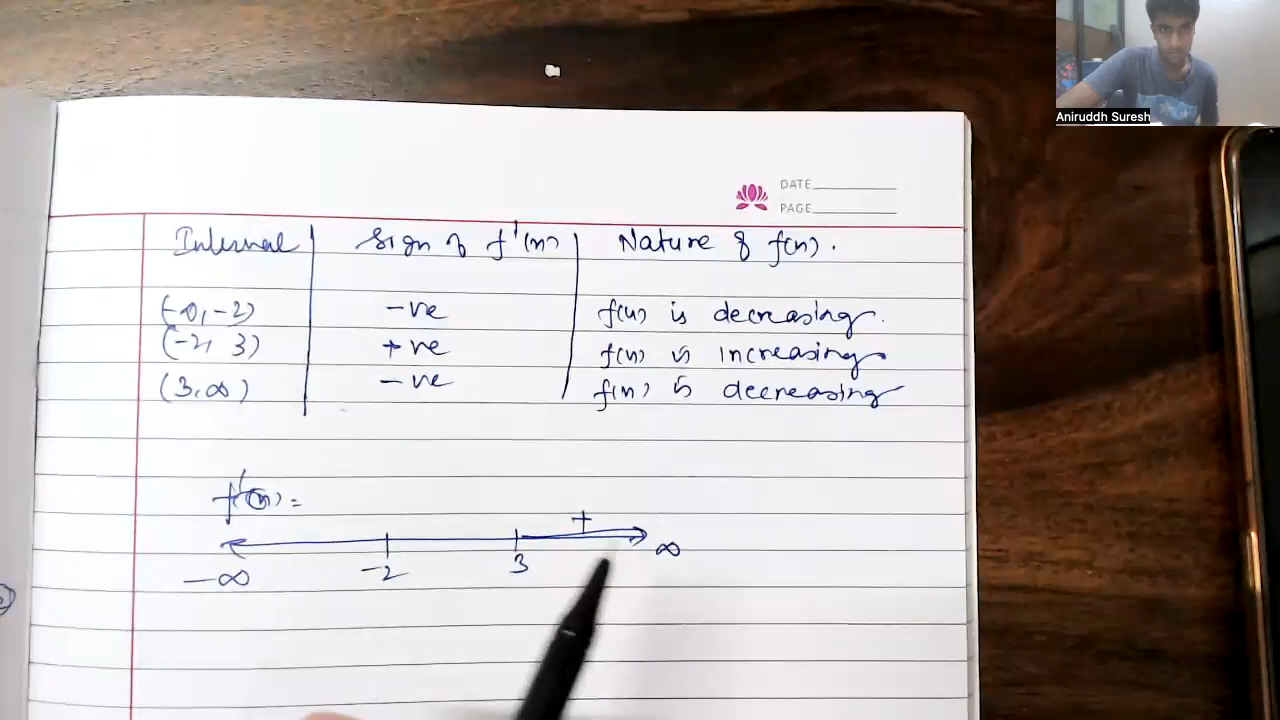 DATE
PAGE
Interval Sign of f'(x) Nature of f(x).
(-∞, -2) -ve f(x) is decreasing.
(-2, 3) +ve f(x) is increasing
(3, ∞) -ve f(x) is decreasing
f'(x) =
+
-∞ -2 3 ∞
Aniruddh Suresh